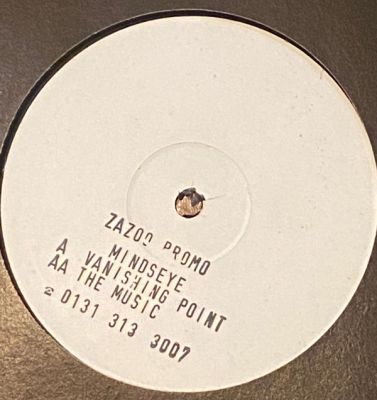 ZAZOO PROMO
MINDSEYE
A VANISHING POINT
AA THE MUSIC
☎ 0131 313 3007